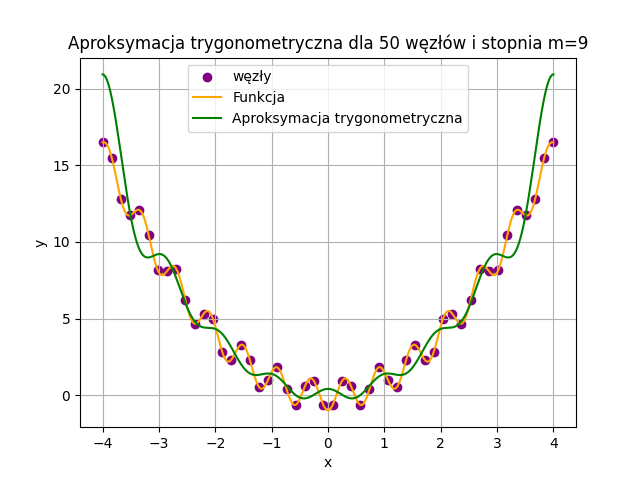 Aproksymacja trygonometryczna dla 50 węzłów i stopnia m=9
węzły
Funkcja
Aproksymacja trygonometryczna
20
15
10
5
0
y
−4 −3 −2 −1 0 1 2 3 4
x